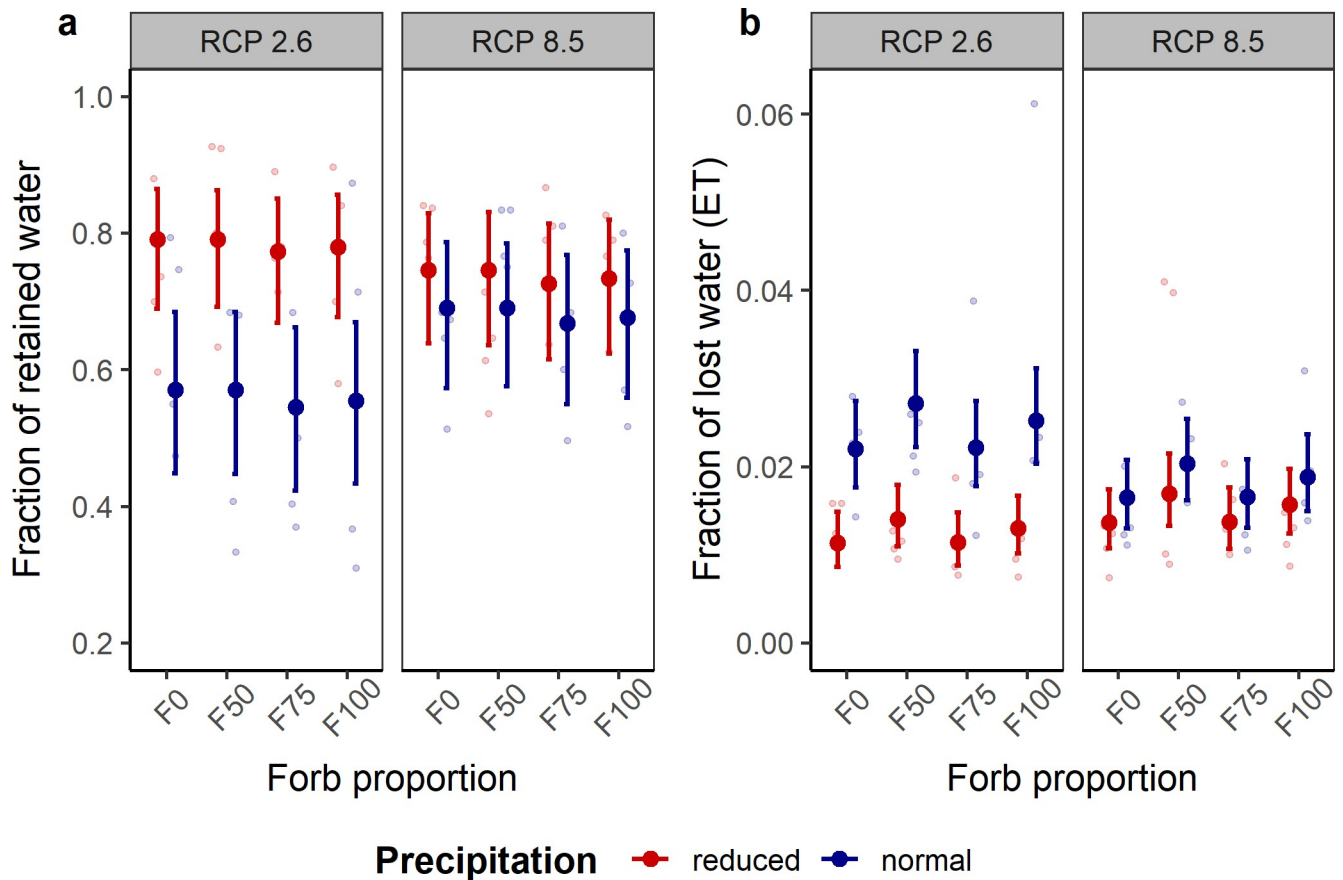 a
RCP 2.6
RCP 8.5
Fraction of retained water
1.0
0.8
0.6
0.4
0.2
F0
F50
F75
F100
F0
F50
F75
F100
Forb proportion
b
RCP 2.6
RCP 8.5
Fraction of lost water (ET)
0.06
0.04
0.02
0.00
F0
F50
F75
F100
F0
F50
F75
F100
Forb proportion
Precipitation reduced normal